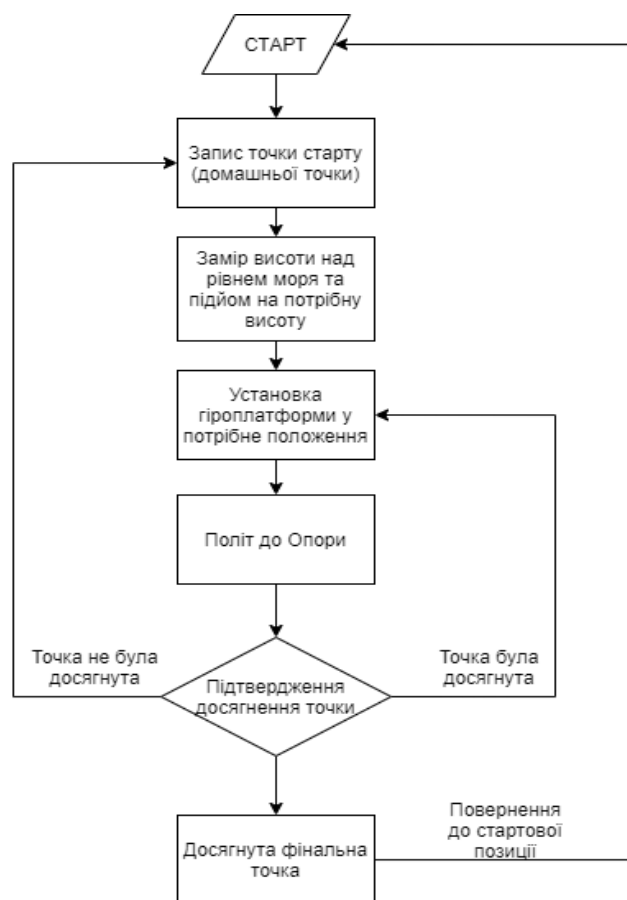 СТАРТ
Запис точки старту
(домашньої точки)
Замір висоти над
рівнем моря та
підйом на потрібну
висоту
Установка
гіроплатформи у
потрібне положення
Політ до Опори
Точка не була
досягнута
Точка була
досягнута
Підтвердження
досягнення точки
Досягнута фінальна
точка
Повернення
до стартової
позиції